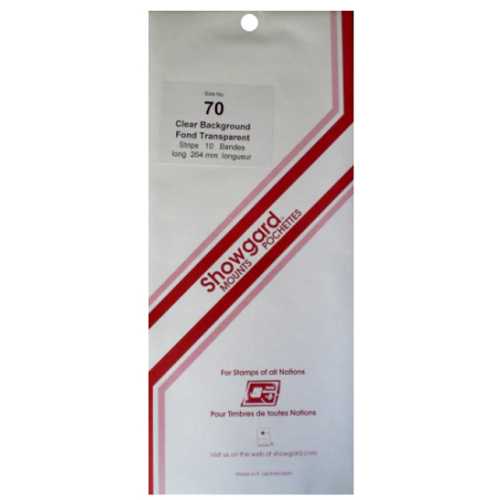 Size No.
70
Clear Background
Fond Transparent
Strips 10 Bandes
long 264 mm longueur
Showgard®
MOUNTS POCHETTES
For Stamps of all Nations
Pour Timbres de toutes Nations
Visit us on the web at showgard.com